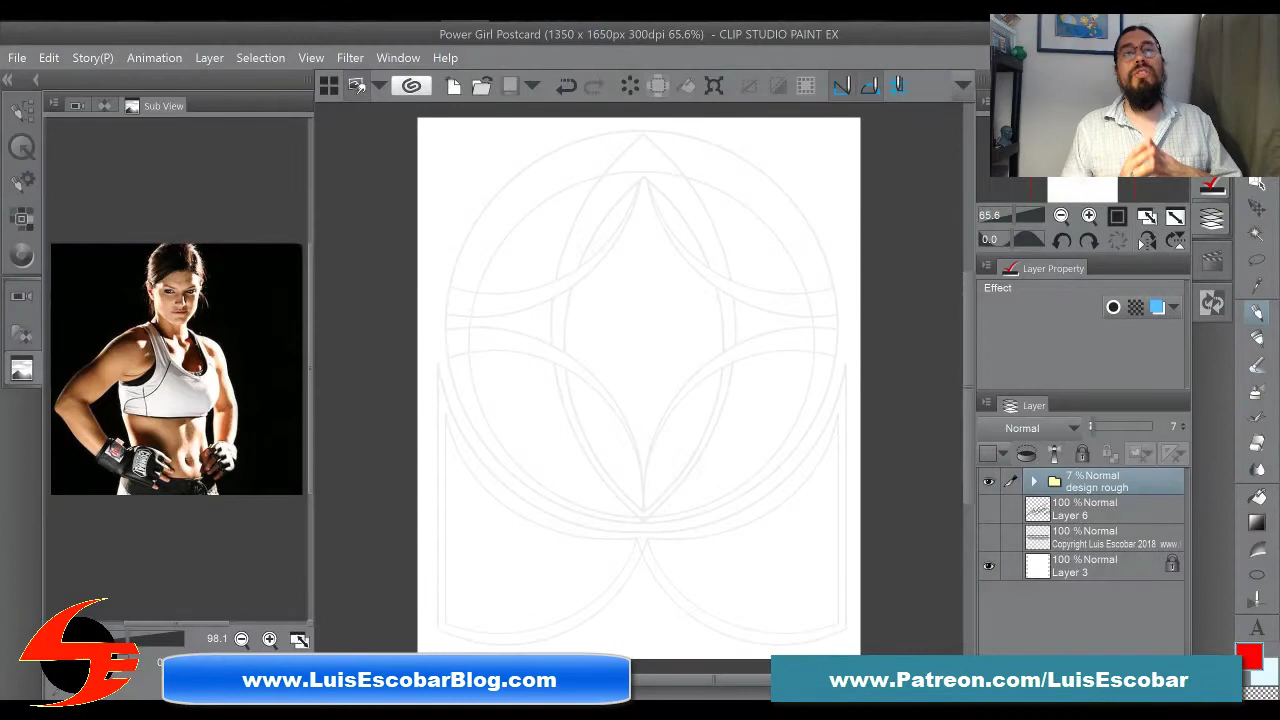 Power Girl Postcard (1350 x 1650px 300dpi 65.6%) - CLIP STUDIO PAINT EX
File Edit Story(P) Animation Layer Selection View Filter Window Help
Sub View
65.6
0.0
Layer Property
Effect
Layer
Normal 7
7 % Normal
design rough
100 % Normal
Layer 6
100 % Normal
Copyright Luis Escobar 2018
100 % Normal
Layer 3
98.1
A
www.LuisEscobarBlog.com
www.Patreon.com/LuisEscobar